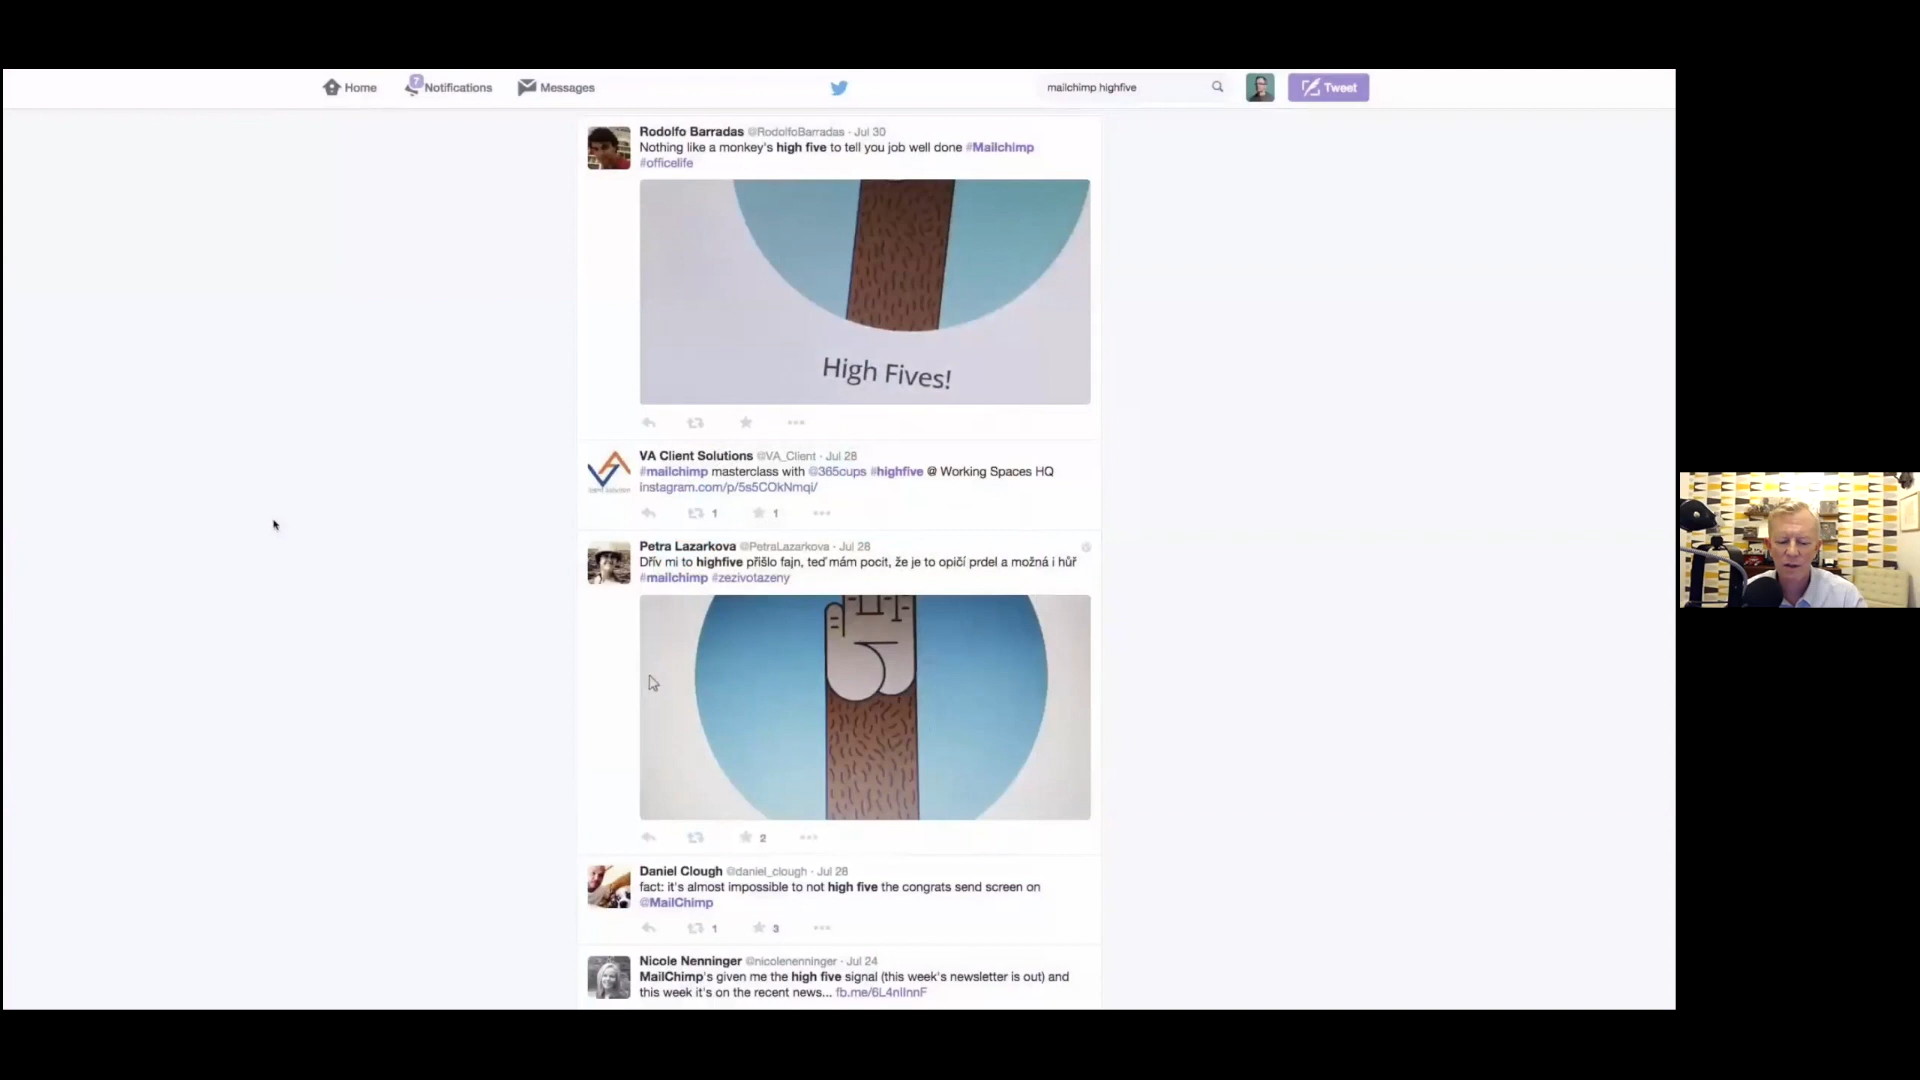 Home
7
Notifications
Messages
mailchimp highfive
Tweet
Rodolfo Barradas @RodolfoBarradas · Jul 30
Nothing like a monkey's high five to tell you job well done #Mailchimp
#officelife
High Fives!
VA Client Solutions @VA_Client · Jul 28
#mailchimp masterclass with @365cups #highfive @ Working Spaces HQ
instagram.com/p/5s5COkNmqi/
1
1
Petra Lazarkova @PetraLazarkova · Jul 28
Dřív mi to highfive přišlo fajn, teď mám pocit, že je to opičí prdel a možná i hůř
#mailchimp #zezivotazeny
2
Daniel Clough @daniel_clough · Jul 28
fact: it's almost impossible to not high five the congrats send screen on
@MailChimp
1
3
Nicole Nenninger @nicolenenninger · Jul 24
MailChimp's given me the high five signal (this week's newsletter is out) and
this week it's on the recent news... fb.me/6L4nlInnF